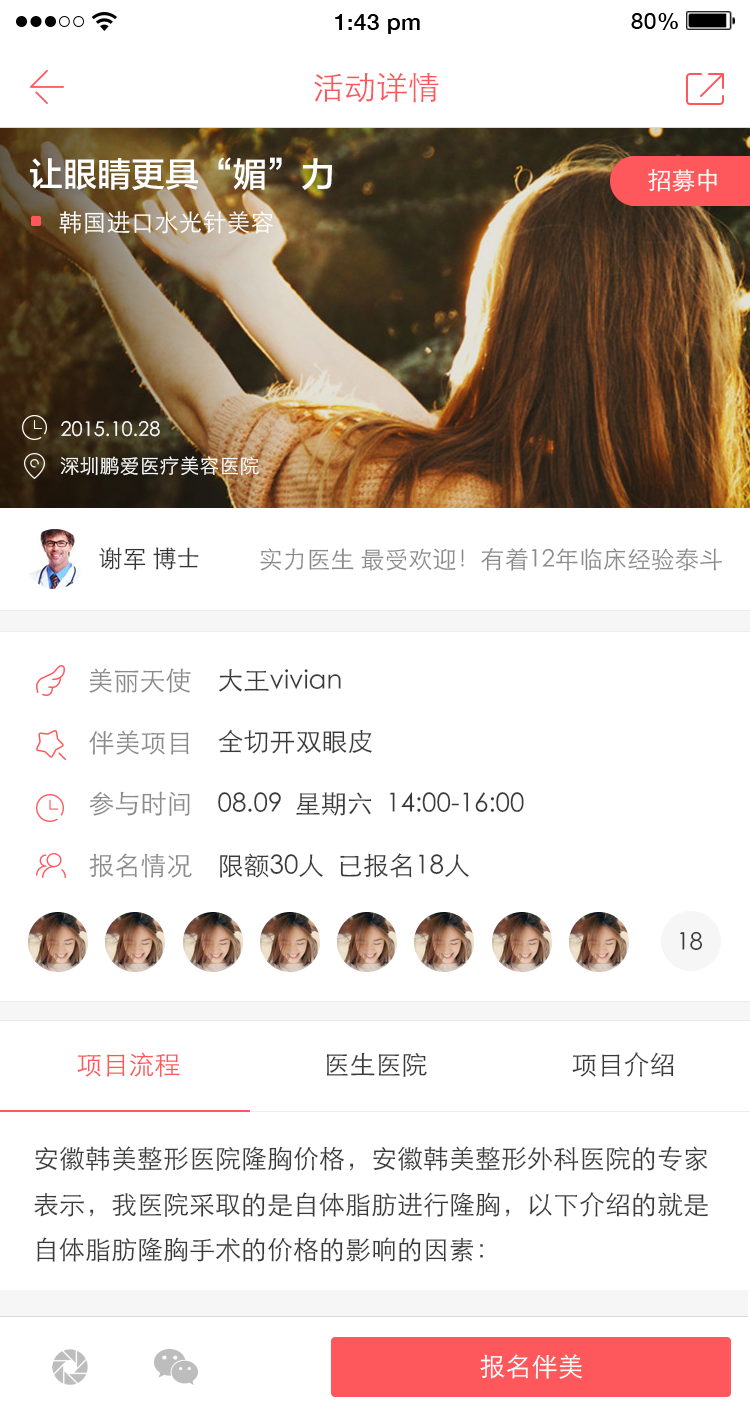 1:43 pm
80%
活动详情
让眼睛更具“媚”力
招募中
韩国进口水光针美容
2015.10.28
深圳鹏爱医疗美容医院
谢军 博士
实力医生 最受欢迎！有着12年临床经验泰斗
美丽天使 大王vivian
伴美项目 全切开双眼皮
参与时间 08.09 星期六 14:00-16:00
报名情况 限额30人 已报名18人
18
项目流程 医生医院 项目介绍
安徽韩美整形医院隆胸价格，安徽韩美整形外科医院的专家
表示，我医院采取的是自体脂肪进行隆胸，以下介绍的就是
自体脂肪隆胸手术的价格的影响的因素：
报名伴美